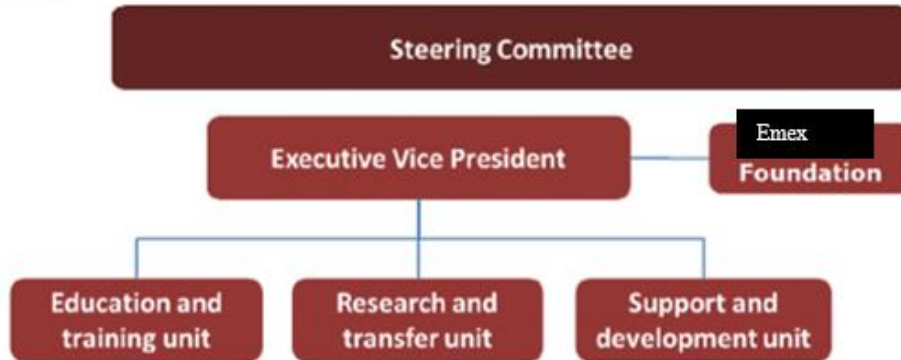 Steering Committee
Executive Vice President
Emex
Foundation
Education and
training unit
Research and
transfer unit
Support and
development unit